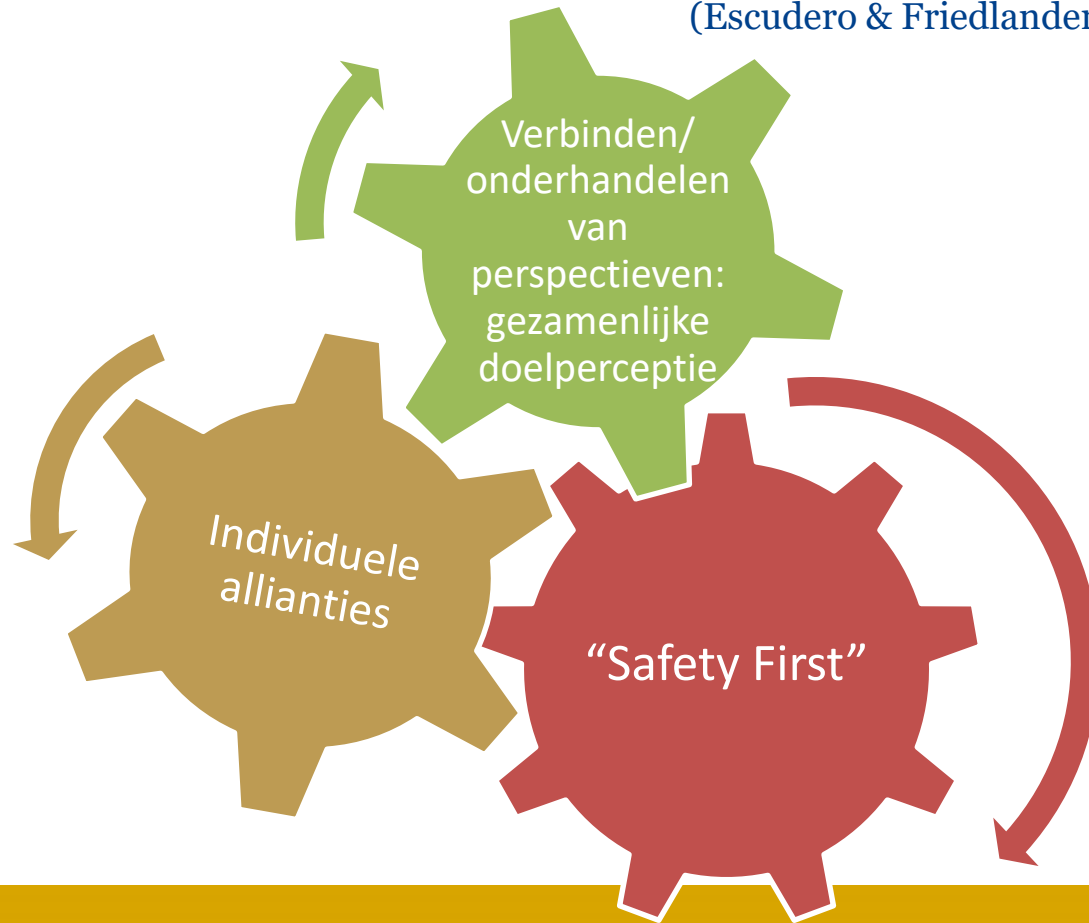 (Escudero & Friedlander
Verbinden/
onderhandelen
van
perspectieven:
gezamenlijke
doelperceptie
Individuele
allianties
“Safety First”